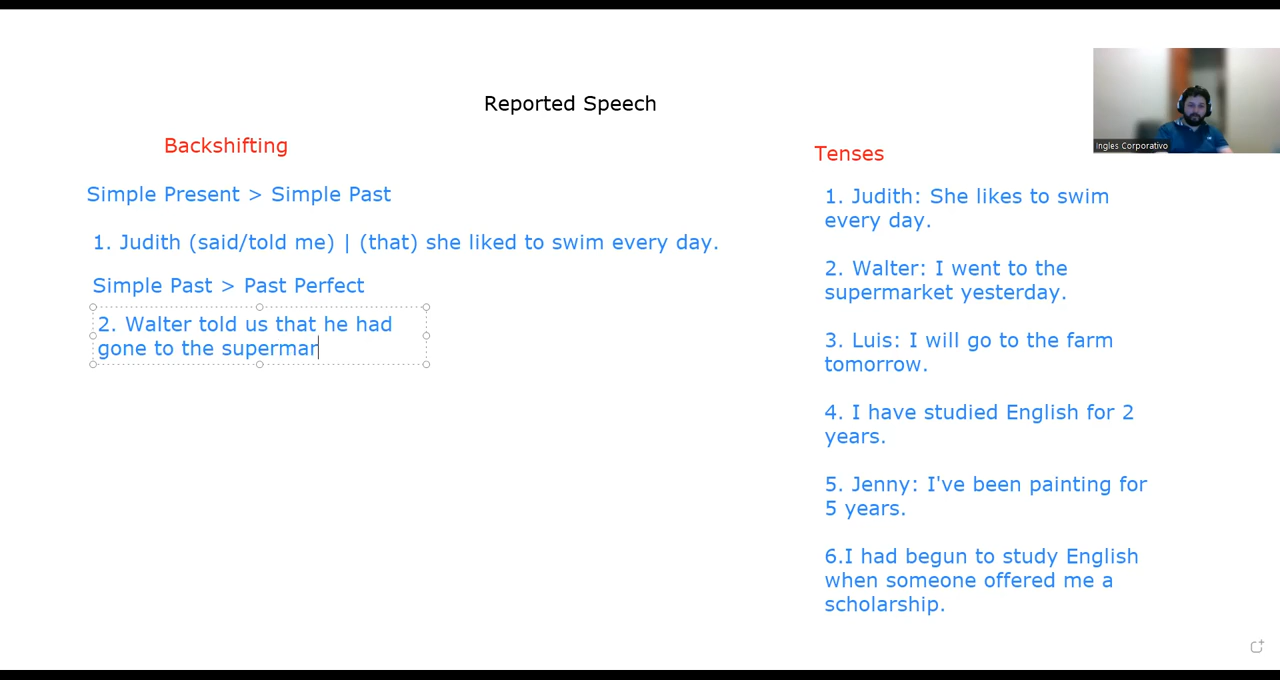 Reported Speech
Backshifting
Simple Present > Simple Past
1. Judith (said/told me) | (that) she liked to swim every day.
Simple Past > Past Perfect
2. Walter told us that he had
gone to the supermar
Ingles Corporativo
Tenses
1. Judith: She likes to swim
every day.
2. Walter: I went to the
supermarket yesterday.
3. Luis: I will go to the farm
tomorrow.
4. I have studied English for 2
years.
5. Jenny: I've been painting for
5 years.
6.I had begun to study English
when someone offered me a
scholarship.